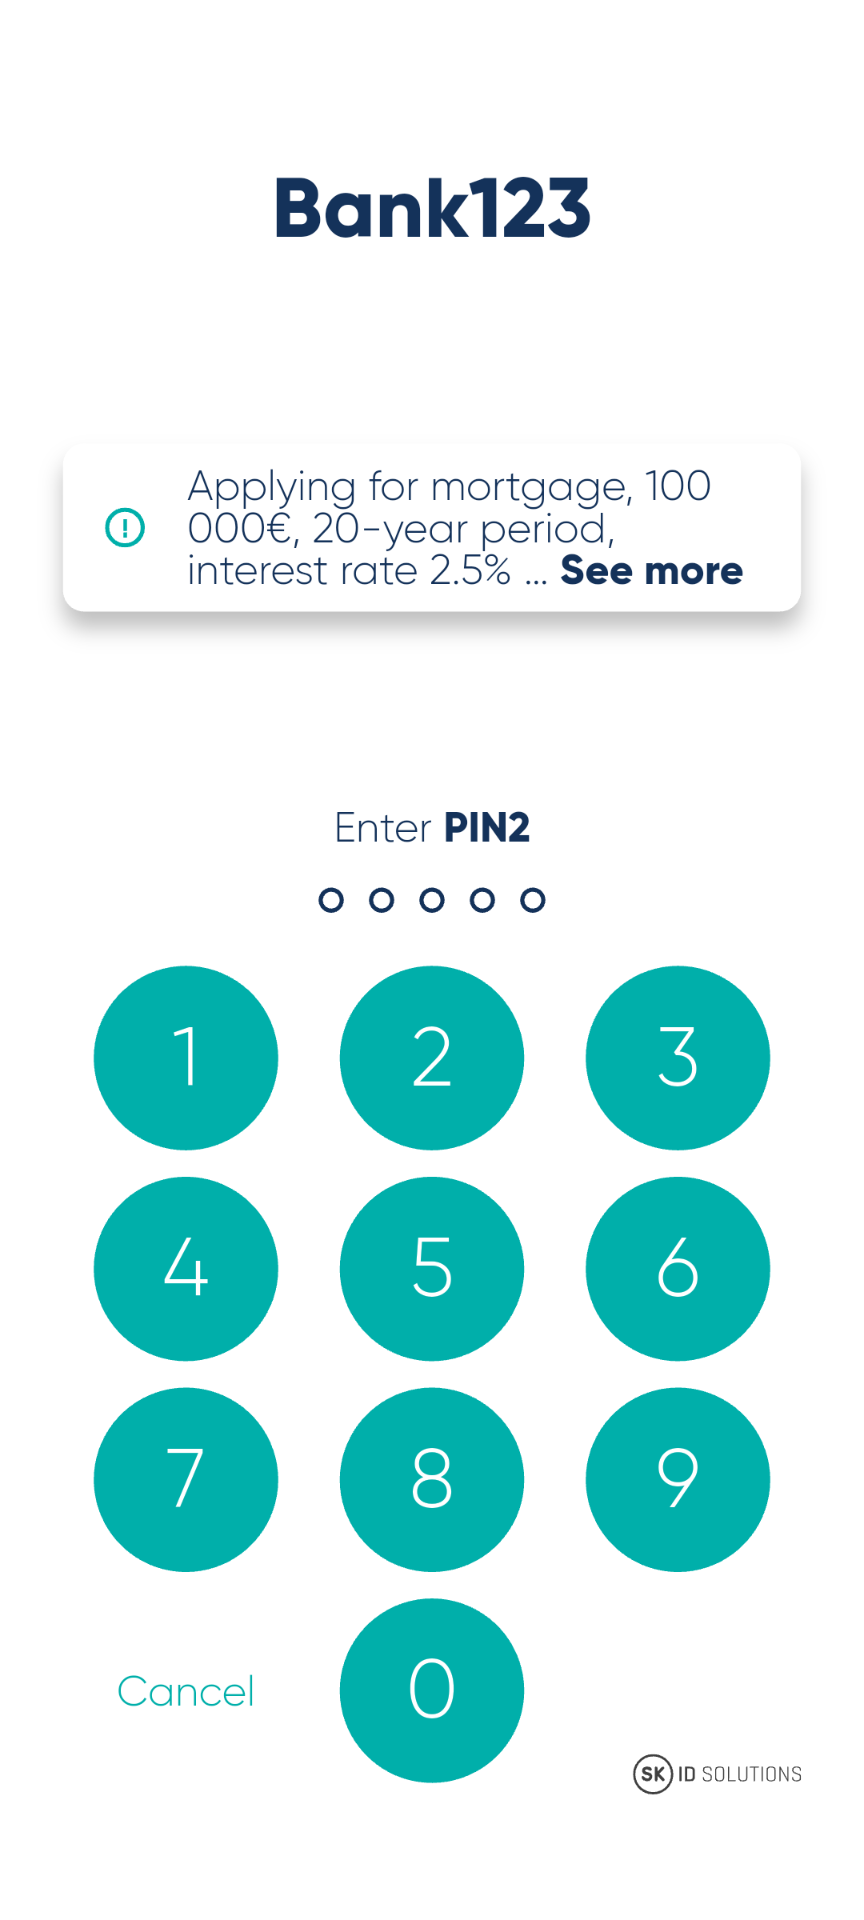 Bank123
Applying for mortgage, 100
000€, 20-year period,
interest rate 2.5% ... See more
Enter PIN2
1 2 3
4 5 6
7 8 9
Cancel 0
SK ID SOLUTIONS